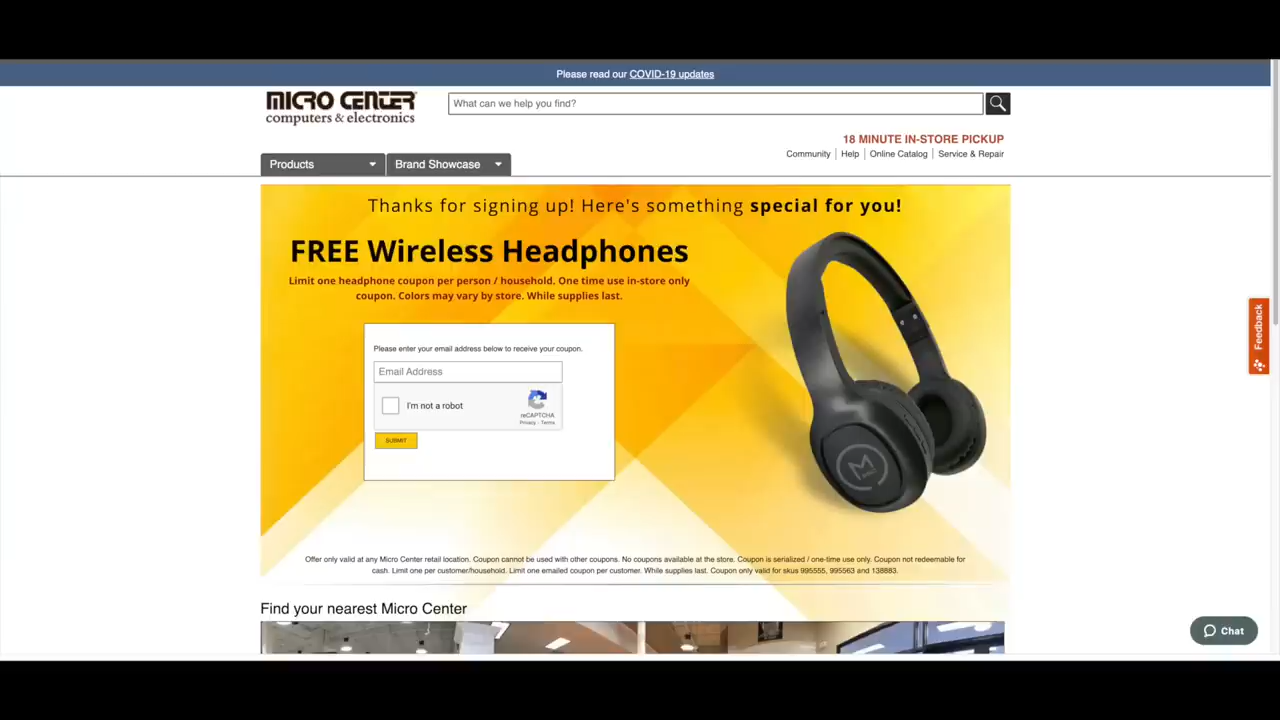 Please read our COVID-19 updates
MICRO CENTER
computers & electronics
What can we help you find?
18 MINUTE IN-STORE PICKUP
Community | Help | Online Catalog | Service & Repair
Products
Brand Showcase
Thanks for signing up! Here's something special for you!
FREE Wireless Headphones
Limit one headphone coupon per person / household. One time use in-store only
coupon. Colors may vary by store. While supplies last.
Please enter your email address below to receive your coupon.
Email Address
I'm not a robot
reCAPTCHA
Privacy - Terms
SUBMIT
M
Feedback
Offer only valid at any Micro Center retail location. Coupon cannot be used with other coupons. No coupons available at the store. Coupon is serialized / one-time use only. Coupon not redeemable for
cash. Limit one per customer/household. Limit one emailed coupon per customer. While supplies last. Coupon only valid for skus 995555, 995563 and 138883.
Find your nearest Micro Center
Chat